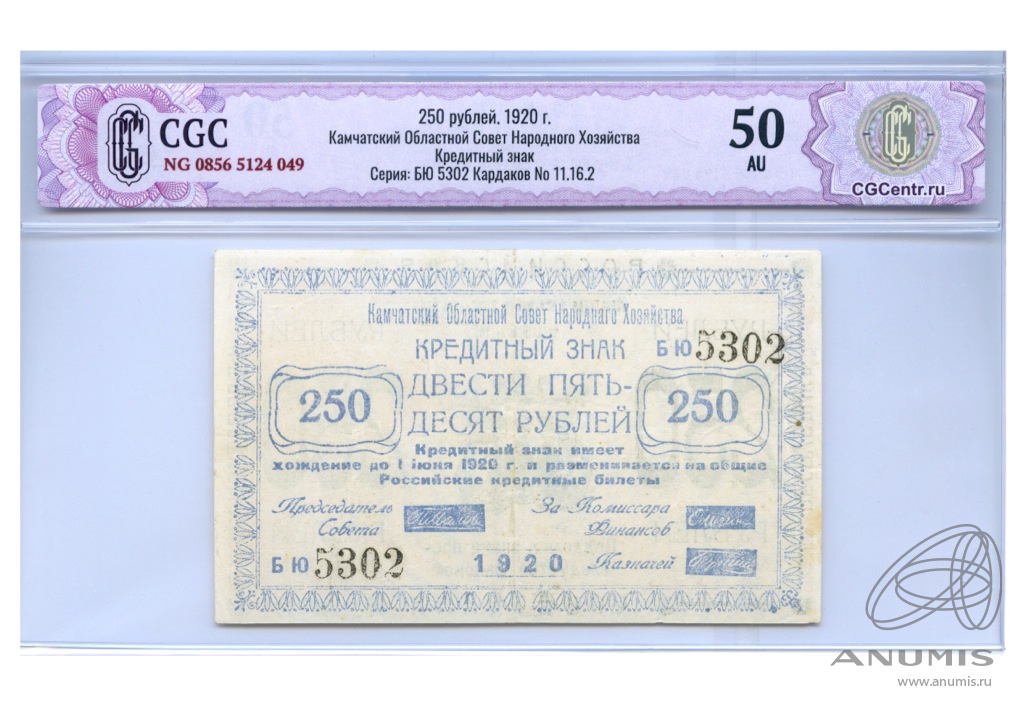 CGC
NG 0856 5124 049
250 рублей, 1920 г.
Камчатский Областной Совет Народного Хозяйства
Кредитный знак
Серия: БЮ 5302 Кардаков No 11.16.2
50
AU
CGCentr.ru
Камчатский Областной Совет Народнаго Хозяйства
КРЕДИТНЫЙ ЗНАК
БЮ 5302
250
ДВЕСТИ ПЯТЬ-
ДЕСЯТ РУБЛЕЙ
250
Кредитный знак имеет
хождение до 1 июня 1920 г. и разменивается на общие
Российские кредитные билеты
Председатель
Совета
За Комиссара
Финансов
БЮ 5302
1920
Казначей
ANUMIS
www.anumis.ru